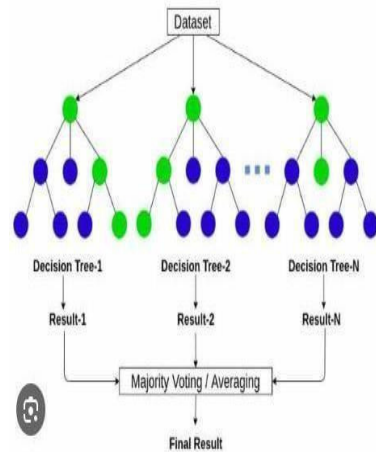 Dataset
Decision Tree-1 Decision Tree-2 Decision Tree-N
Result-1 Result-2 Result-N
Majority Voting / Averaging
Final Result